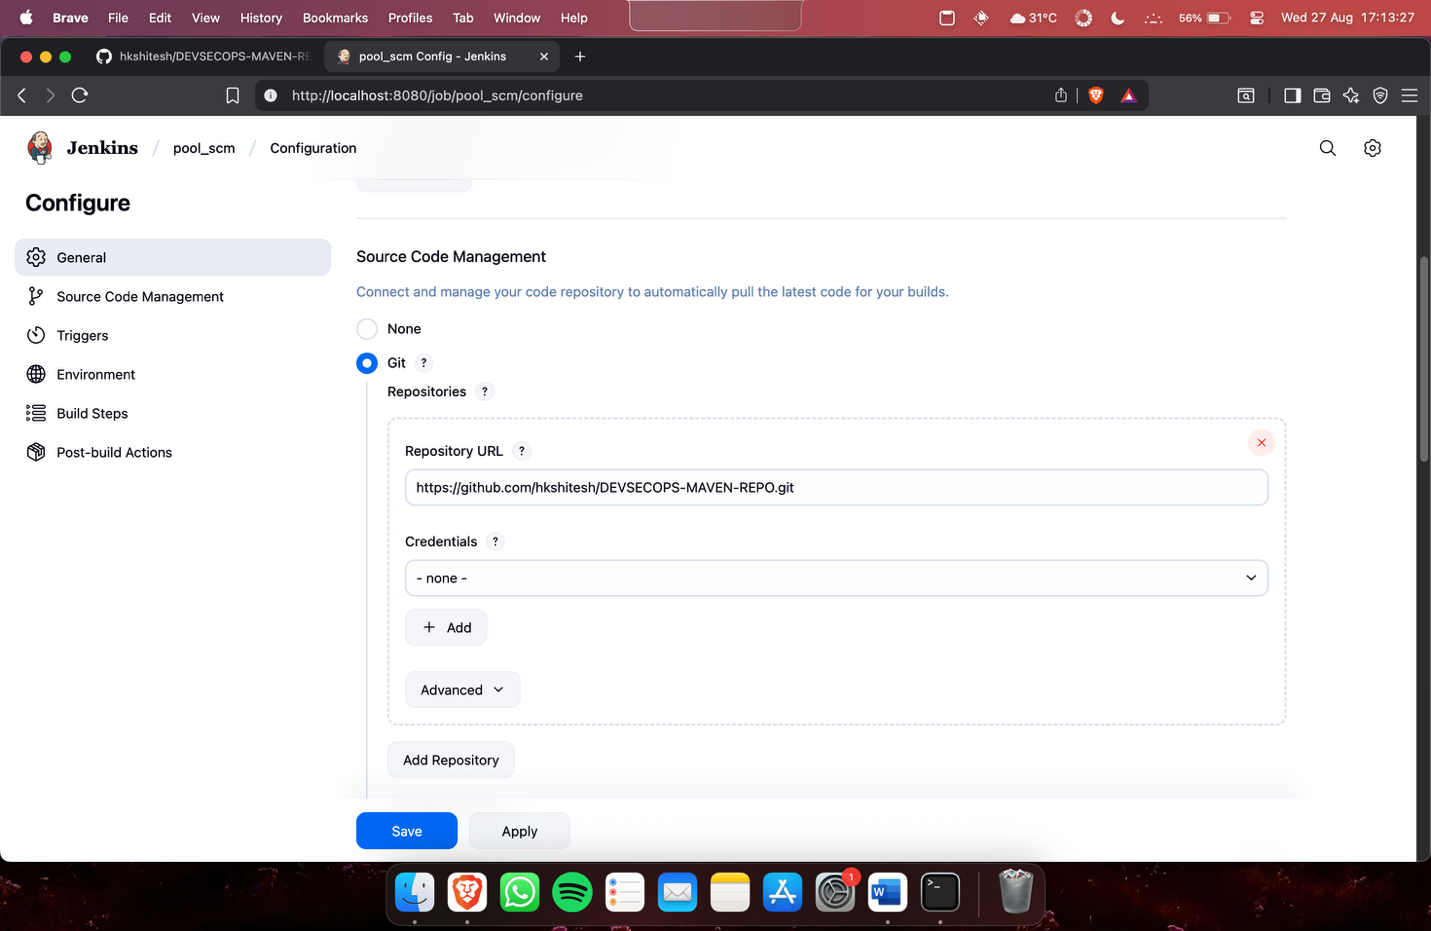 Brave File Edit View History Bookmarks Profiles Tab Window Help 31°C 56% Wed 27 Aug 17:13:27
hkshitesh/DEVSECOPS-MAVEN-RE pool_scm Config - Jenkins
http://localhost:8080/job/pool_scm/configure
Jenkins / pool_scm / Configuration
Configure
General
Source Code Management
Triggers
Environment
Build Steps
Post-build Actions
Source Code Management
Connect and manage your code repository to automatically pull the latest code for your builds.
None
Git ?
Repositories ?
Repository URL ?
https://github.com/hkshitesh/DEVSECOPS-MAVEN-REPO.git
Credentials ?
- none -
+ Add
Advanced
Add Repository
Save Apply
1
W
>_